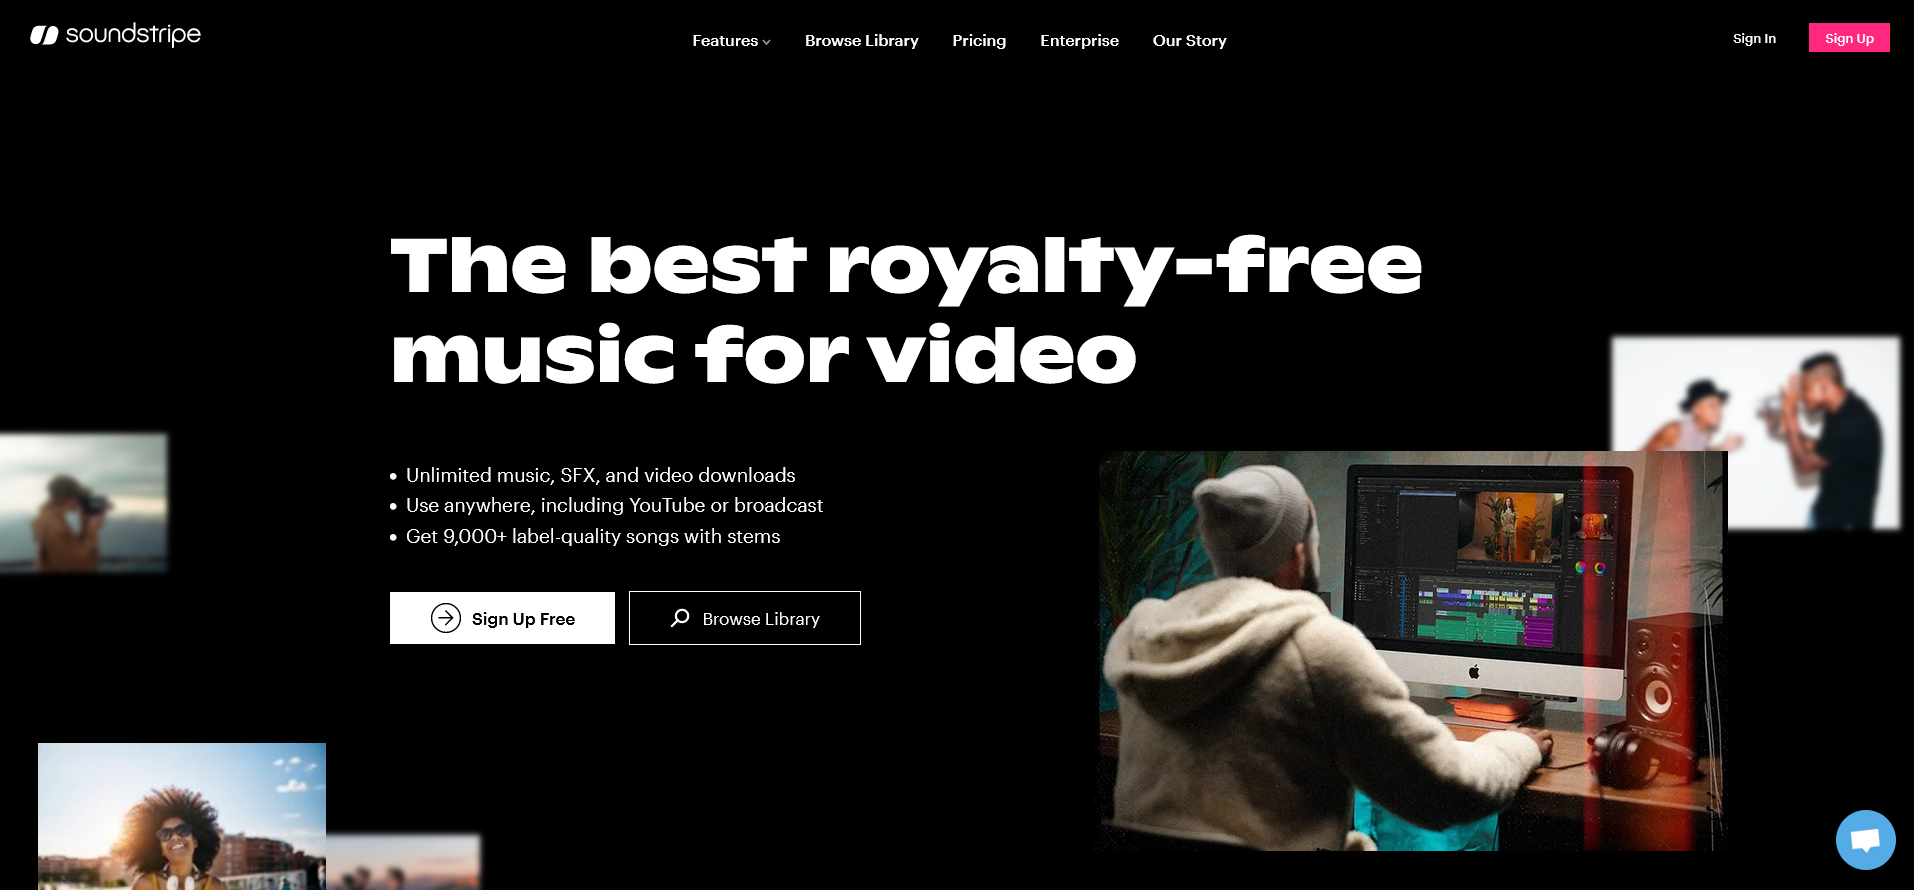 soundstripe
Features
Browse Library
Pricing
Enterprise
Our Story
Sign In
Sign Up
The best royalty-free
music for video
Unlimited music, SFX, and video downloads
Use anywhere, including YouTube or broadcast
Get 9,000+ label-quality songs with stems
Sign Up Free
Browse Library